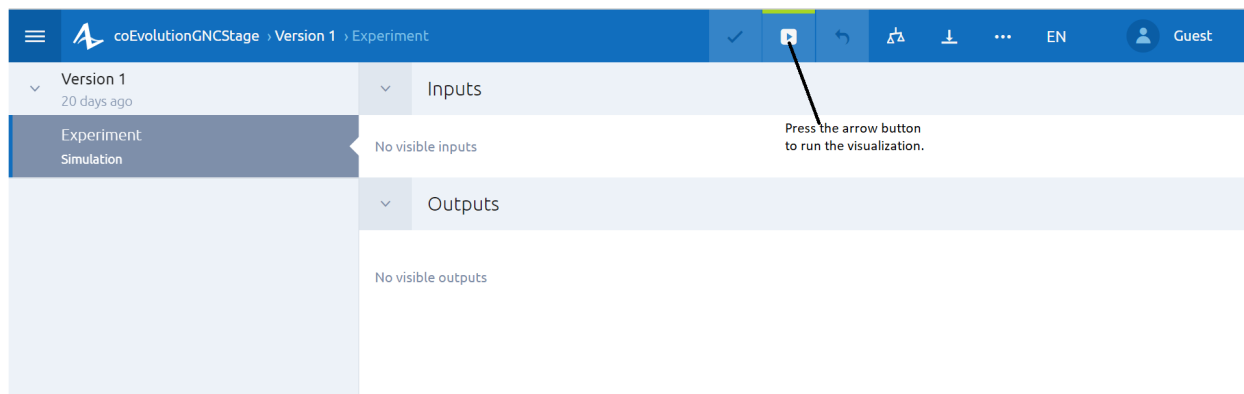 coEvolutionGNCStage › Version 1 › Experiment
EN
Guest
Version 1
20 days ago
Experiment
Simulation
Inputs
No visible inputs
Press the arrow button
to run the visualization.
Outputs
No visible outputs